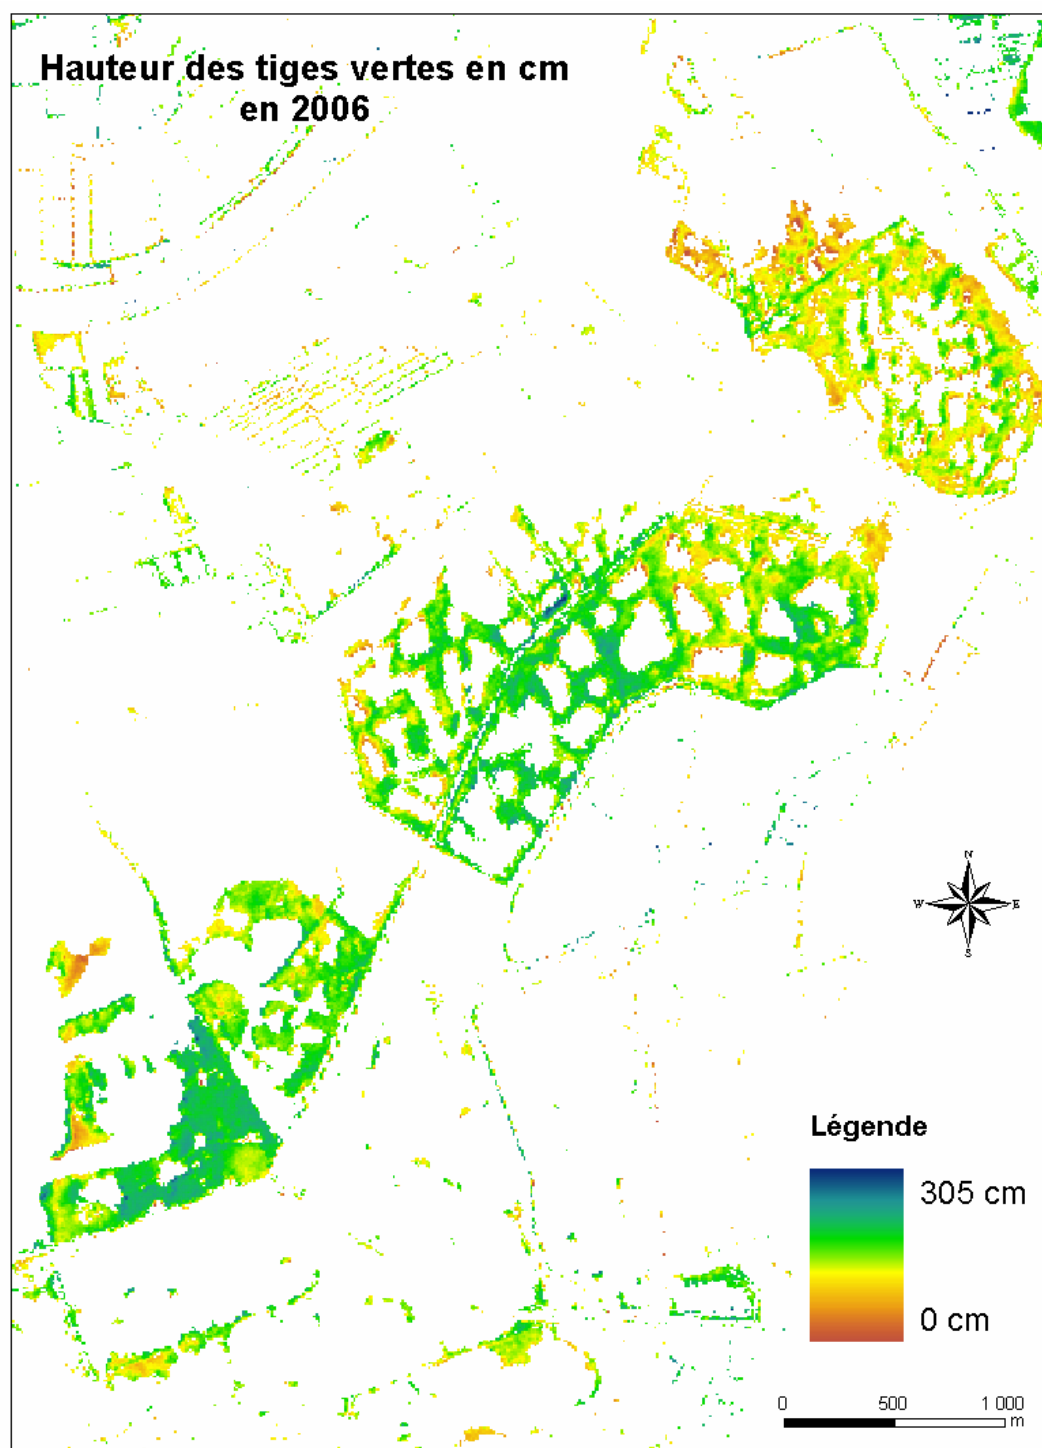 Hauteur des tiges vertes en cm
en 2006
N
W E
S
Légende
305 cm
0 cm
0 500 1 000
m